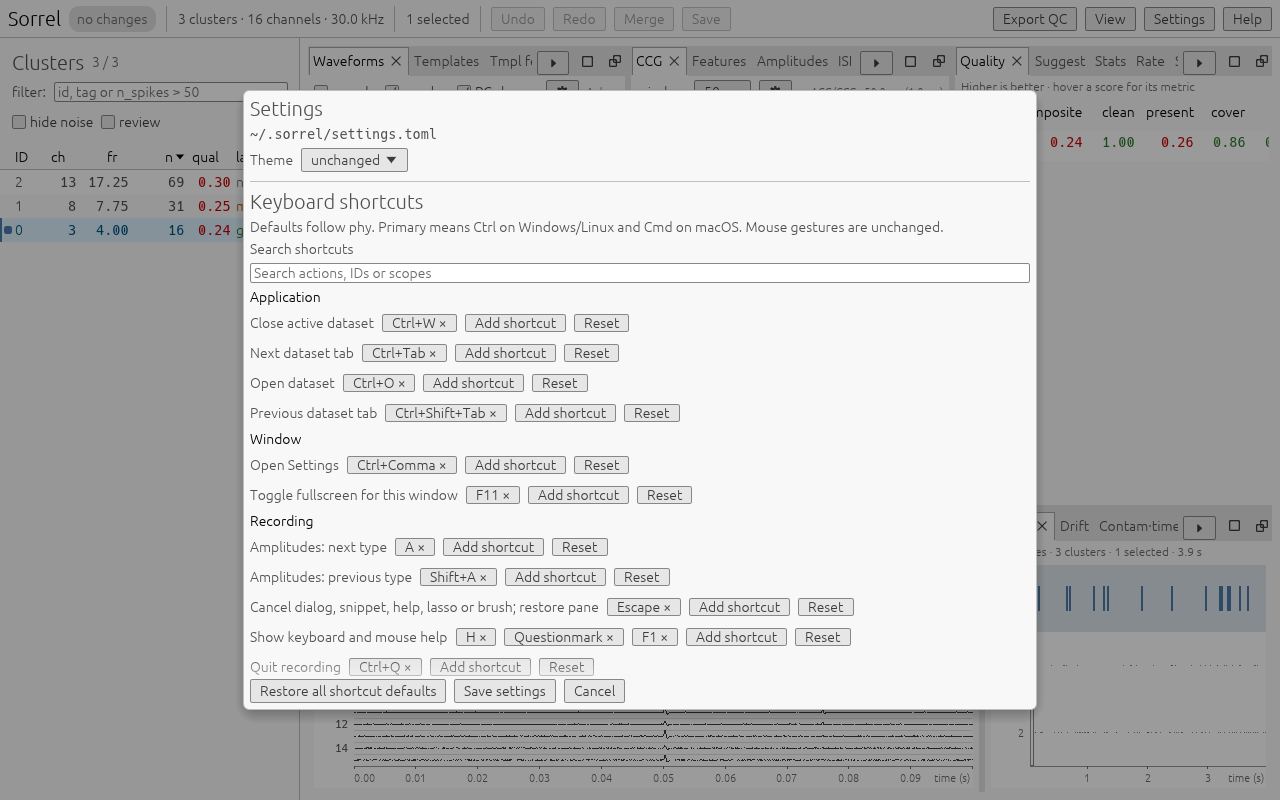 Sorrel no changes 3 clusters · 16 channels · 30.0 kHz 1 selected Undo Redo Merge Save Export QC View Settings Help
Clusters 3 / 3
filter: id, tag or n_spikes > 50
hide noise review
ID ch fr n qual
2 13 17.25 69 0.30
1 8 7.75 31 0.25
0 3 4.00 16 0.24
Waveforms Templates Tmpl
CCG Features Amplitudes ISI
Quality Suggest Stats Rate
Higher is better · hover a score for its metric
clean present cover
0.24 1.00 0.26 0.86
Settings
~/.sorrel/settings.toml
Theme unchanged
Keyboard shortcuts
Defaults follow phy. Primary means Ctrl on Windows/Linux and Cmd on macOS. Mouse gestures are unchanged.
Search shortcuts
Search actions, IDs or scopes
Application
Close active dataset Ctrl+W × Add shortcut Reset
Next dataset tab Ctrl+Tab × Add shortcut Reset
Open dataset Ctrl+O × Add shortcut Reset
Previous dataset tab Ctrl+Shift+Tab × Add shortcut Reset
Window
Open Settings Ctrl+Comma × Add shortcut Reset
Toggle fullscreen for this window F11 × Add shortcut Reset
Recording
Amplitudes: next type A × Add shortcut Reset
Amplitudes: previous type Shift+A × Add shortcut Reset
Cancel dialog, snippet, help, lasso or brush; restore pane Escape × Add shortcut Reset
Show keyboard and mouse help H × Questionmark × F1 × Add shortcut Reset
Quit recording Ctrl+Q × Add shortcut Reset
Restore all shortcut defaults Save settings Cancel
Drift Contam-time
· 3 clusters · 1 selected · 3.9 s
2
1 2 3 time (s)
12
14
0.00 0.01 0.02 0.03 0.04 0.05 0.06 0.07 0.08 0.09 time (s)